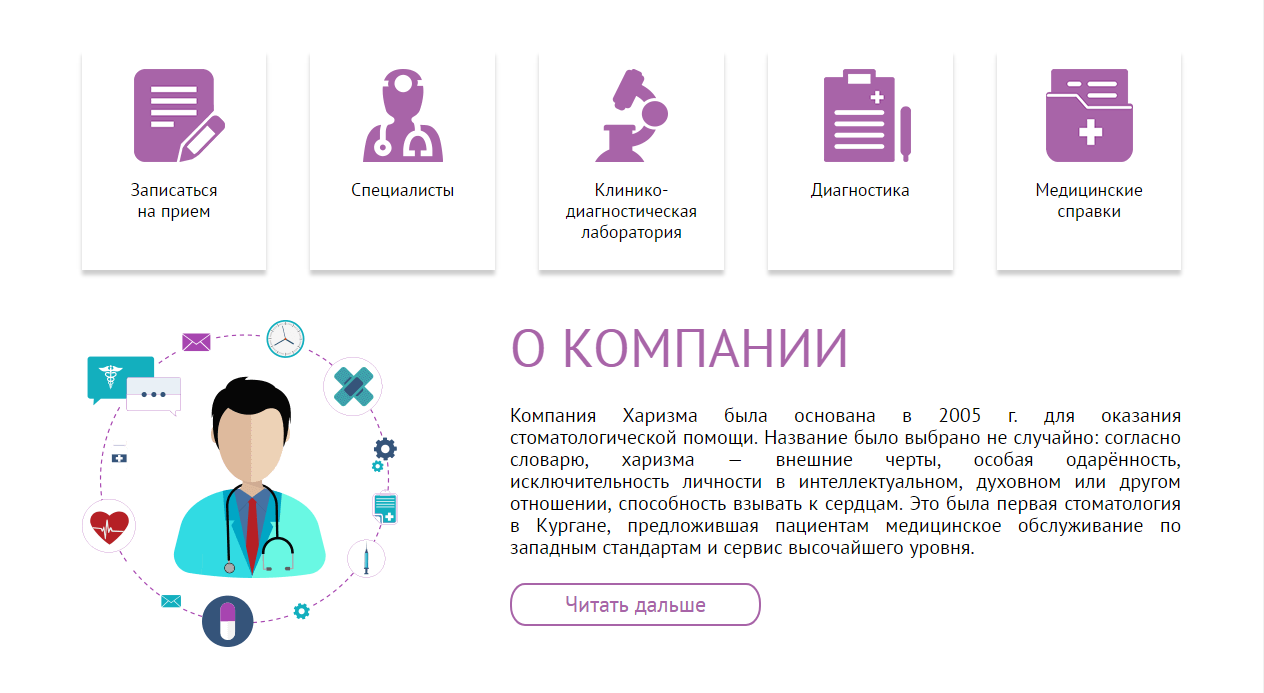 Записаться
на прием
Специалисты
Клинико-
диагностическая
лаборатория
Диагностика
Медицинские
справки
О КОМПАНИИ
Компания Харизма была основана в 2005 г. для оказания
стоматологической помощи. Название было выбрано не случайно: согласно
словарю, харизма — внешние черты, особая одарённость,
исключительность личности в интеллектуальном, духовном или другом
отношении, способность взывать к сердцам. Это была первая стоматология
в Кургане, предложившая пациентам медицинское обслуживание по
западным стандартам и сервис высочайшего уровня.
Читать дальше